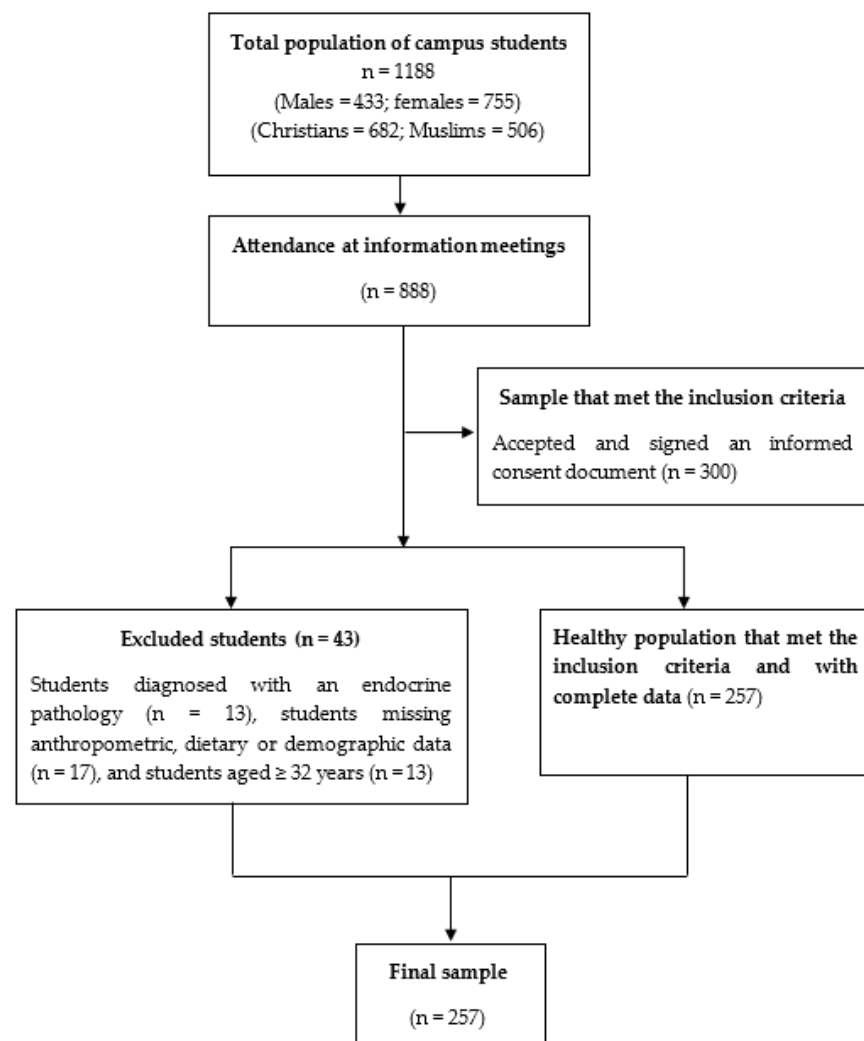 Total population of campus students
n = 1188
(Males = 433; females = 755)
(Christians = 682; Muslims = 506)
Attendance at information meetings
(n = 888)
Sample that met the inclusion criteria
Accepted and signed an informed
consent document (n = 300)
Excluded students (n = 43)
Students diagnosed with an endocrine
pathology (n = 13), students missing
anthropometric, dietary or demographic data
(n = 17), and students aged ≥ 32 years (n = 13)
Healthy population that met the
inclusion criteria and with
complete data (n = 257)
Final sample
(n = 257)